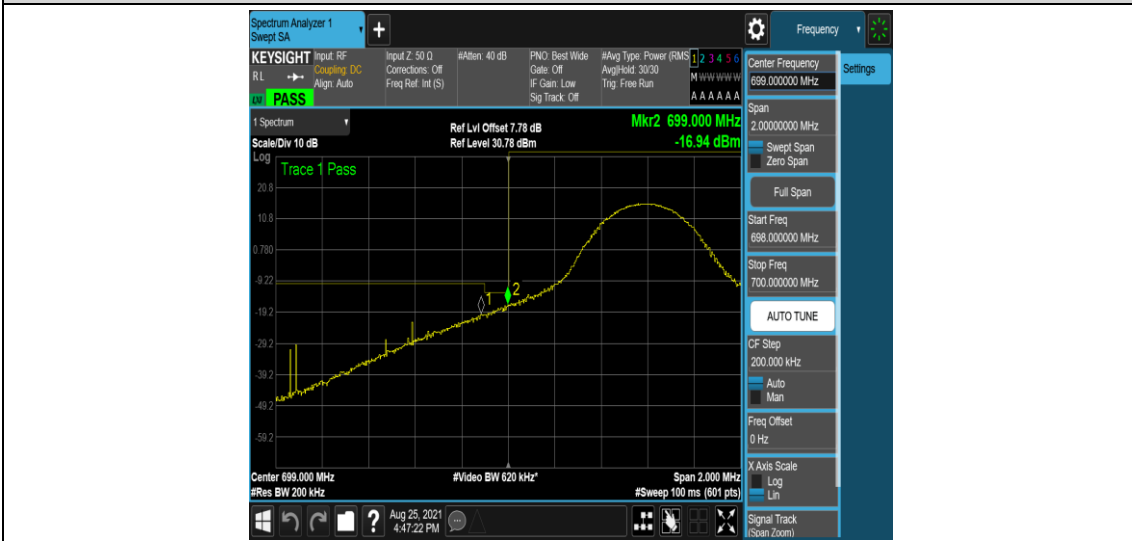 Spectrum Analyzer 1
Swept SA
Frequency
KEYSIGHT
RL
LXI PASS
Input: RF
Coupling: DC
Align: Auto
Input Z: 50 Ω
Corrections: Off
Freq Ref: Int (S)
#Atten: 40 dB
PNO: Best Wide
Gate: Off
IF Gain: Low
Sig Track: Off
#Avg Type: Power (RMS
Avg|Hold: 30/30
Trig: Free Run
1 2 3 4 5 6
M W W W W W
A A A A A A
1 Spectrum
Scale/Div 10 dB
Ref Lvl Offset 7.78 dB
Ref Level 30.78 dBm
Mkr2 699.000 MHz
-16.94 dBm
Log
Trace 1 Pass
20.8
10.8
0.780
-9.22
-19.2
-29.2
-39.2
-49.2
-59.2
1
2
Center 699.000 MHz
#Res BW 200 kHz
#Video BW 620 kHz*
Span 2.000 MHz
#Sweep 100 ms (601 pts)
Aug 25, 2021
4:47:22 PM
?
Center Frequency
699.000000 MHz
Settings
Span
2.00000000 MHz
Swept Span
Zero Span
Full Span
Start Freq
698.000000 MHz
Stop Freq
700.000000 MHz
AUTO TUNE
CF Step
200.000 kHz
Auto
Man
Freq Offset
0 Hz
X Axis Scale
Log
Lin
Signal Track
(Span Zoom)